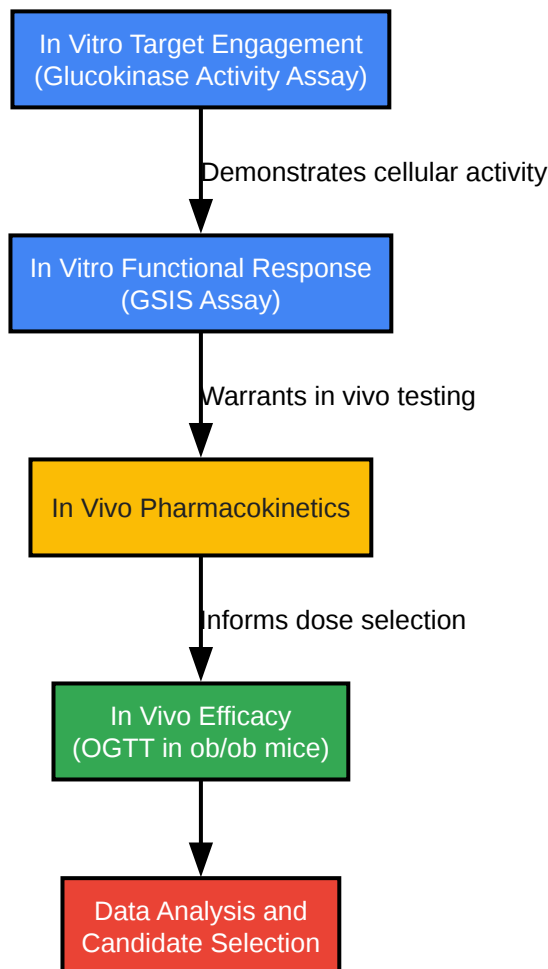 In Vitro Target Engagement
(Glucokinase Activity Assay)
Demonstrates cellular activity
In Vitro Functional Response
(GSIS Assay)
Warrants in vivo testing
In Vivo Pharmacokinetics
Informs dose selection
In Vivo Efficacy
(OGTT in ob/ob mice)
Data Analysis and
Candidate Selection